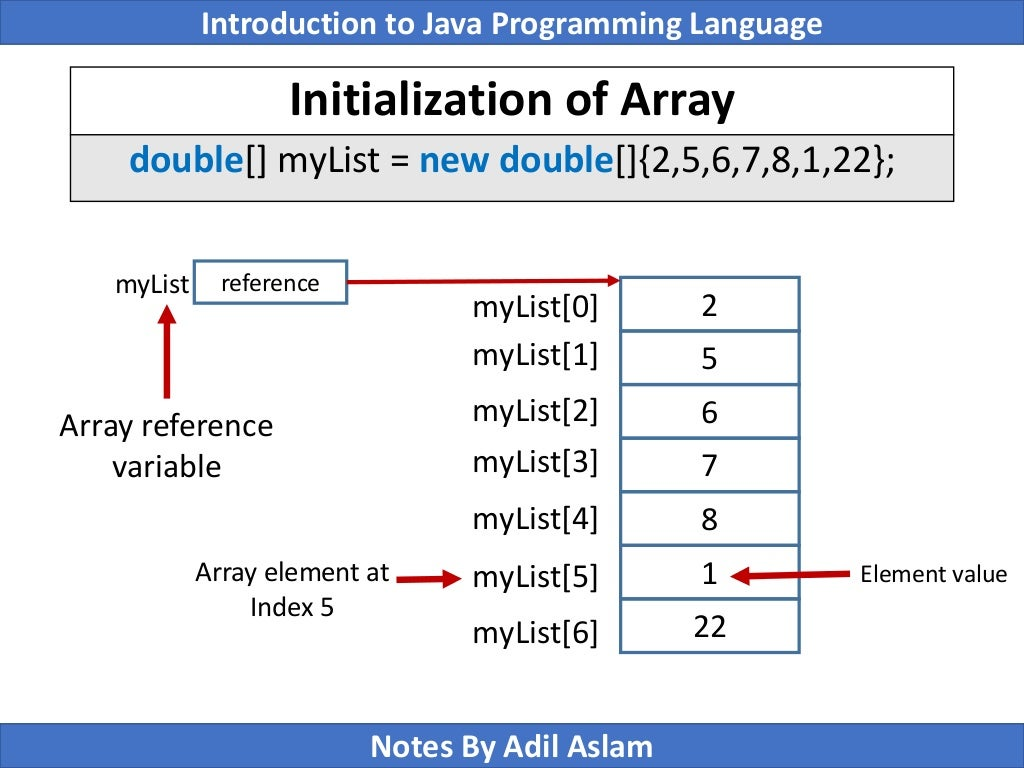 Introduction to Java Programming Language
Initialization of Array
double[] myList = new double[]{2,5,6,7,8,1,22};
myList
reference
Array reference
variable
myList[0] 2
myList[1] 5
myList[2] 6
myList[3] 7
myList[4] 8
Array element at
Index 5
myList[5] 1
Element value
myList[6] 22
Notes By Adil Aslam